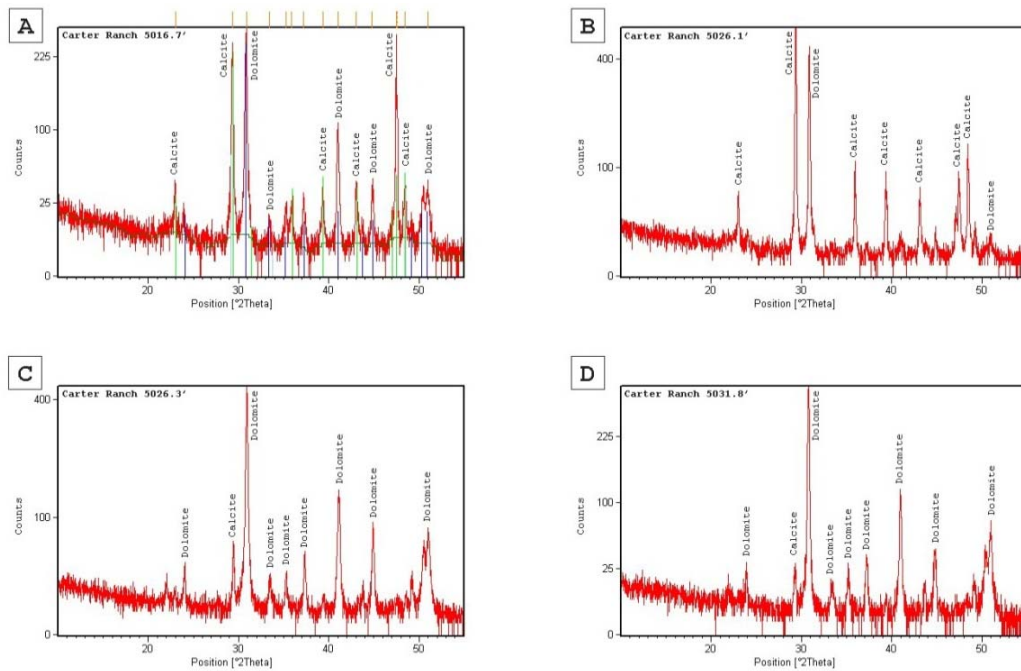 A
Carter Ranch 5016.7'
225
100
25
0
Counts
Calcite
Calcite
Dolomite
Dolomite
Calcite
Dolomite
Calcite
Dolomite
Calcite
Calcite
Dolomite
20 30 40 50
Position [°2Theta]
B
Carter Ranch 5026.1'
400
100
0
Counts
Calcite
Calcite
Dolomite
Calcite
Calcite
Calcite
Calcite
Calcite
Dolomite
20 30 40 50
Position [°2Theta]
C
Carter Ranch 5026.3'
400
100
0
Counts
Dolomite
Calcite
Dolomite
Dolomite
Dolomite
Dolomite
Dolomite
Dolomite
Dolomite
20 30 40 50
Position [°2Theta]
D
Carter Ranch 5031.8'
225
100
25
0
Counts
Dolomite
Calcite
Dolomite
Dolomite
Dolomite
Dolomite
Dolomite
Dolomite
Dolomite
20 30 40 50
Position [°2Theta]